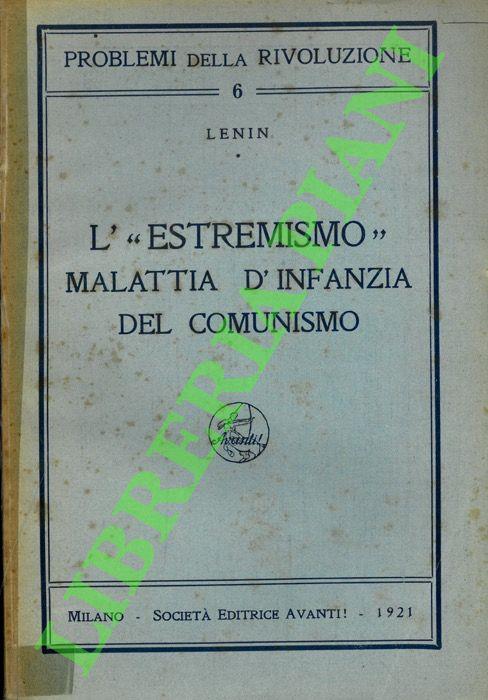 PROBLEMI DELLA RIVOLUZIONE
6
LENIN
L' “ESTREMISMO”
MALATTIA D'INFANZIA
DEL COMUNISMO
Avanti!
MILANO - SOCIETÀ EDITRICE AVANTI! - 1921
LIBRERIA PIANI